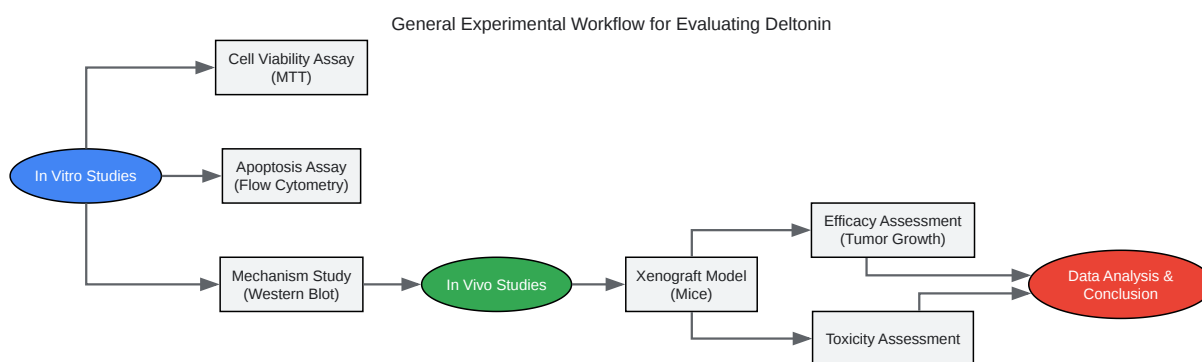 General Experimental Workflow for Evaluating Deltonin
Cell Viability Assay
(MTT)
In Vitro Studies
Apoptosis Assay
(Flow Cytometry)
Mechanism Study
(Western Blot)
In Vivo Studies
Xenograft Model
(Mice)
Efficacy Assessment
(Tumor Growth)
Toxicity Assessment
Data Analysis &
Conclusion